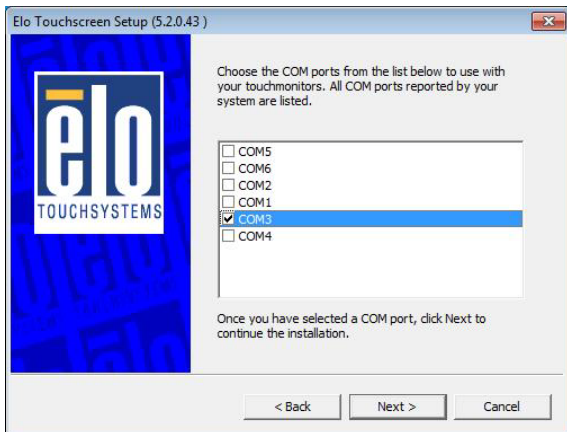 Elo Touchscreen Setup (5.2.0.43 )
Choose the COM ports from the list below to use with
your touchmonitors. All COM ports reported by your
system are listed.
ēlo
TOUCHSYSTEMS
COM5
COM6
COM2
COM1
COM3
COM4
Once you have selected a COM port, click Next to
continue the installation.
< Back
Next >
Cancel